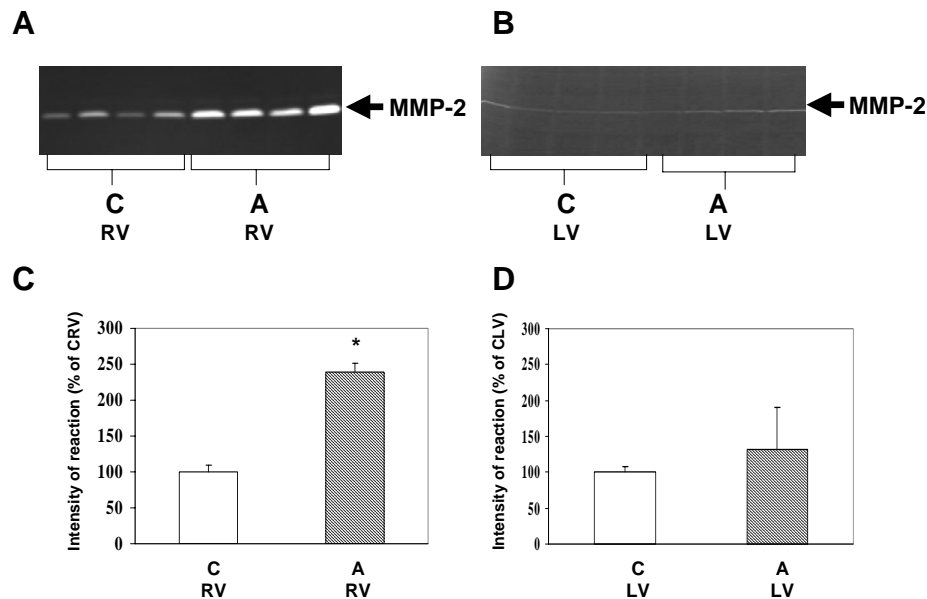 A
B
MMP-2
MMP-2
C
A
RV
RV
C
A
LV
LV
C
D
Intensity of reaction (% of CRV)
300
250
200
150
100
50
0
*
C
A
RV
RV
Intensity of reaction (% of CLV)
300
250
200
150
100
50
0
C
A
LV
LV